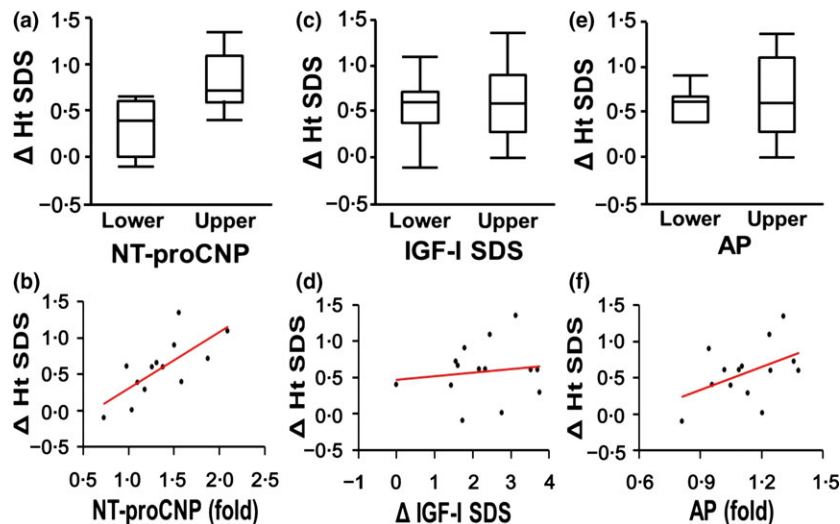 (a)
1·5
1·0
0·5
0·0
−0·5
Δ Ht SDS
Lower Upper
NT-proCNP
(c)
1·5
1·0
0·5
0·0
−0·5
Δ Ht SDS
Lower Upper
IGF-I SDS
(e)
1·5
1·0
0·5
0·0
−0·5
Δ Ht SDS
Lower Upper
AP
(b)
1·5
1·0
0·5
0·0
−0·5
Δ Ht SDS
0·5 1·0 1·5 2·0 2·5
NT-proCNP (fold)
(d)
1·5
1·0
0·5
0·0
−0·5
Δ Ht SDS
−1 0 1 2 3 4
Δ IGF-I SDS
(f)
1·5
1·0
0·5
0·0
−0·5
Δ Ht SDS
0·6 0·9 1·2 1·5
AP (fold)